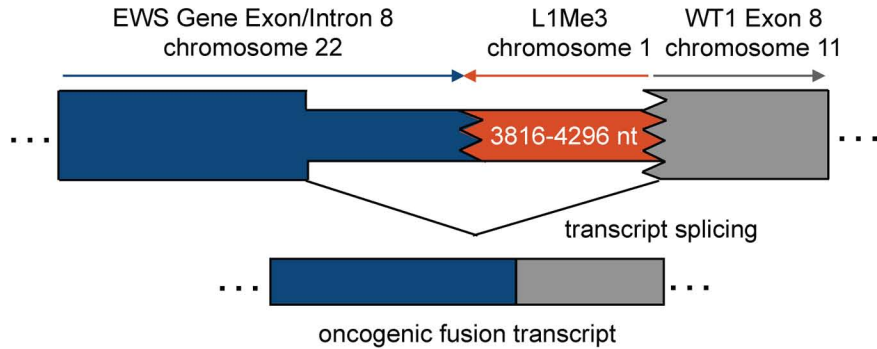 EWS Gene Exon/Intron 8
chromosome 22
L1Me3
chromosome 1
WT1 Exon 8
chromosome 11
. . .
3816-4296 nt
. . .
transcript splicing
. . .
. . .
oncogenic fusion transcript